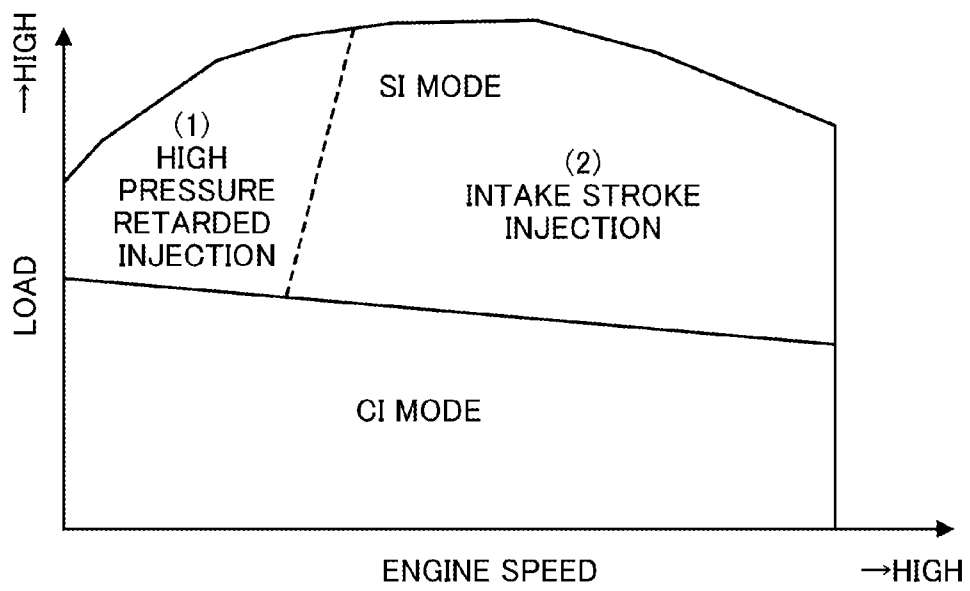 →HIGH
SI MODE
(1)
HIGH
PRESSURE
RETARDED
INJECTION
(2)
INTAKE STROKE
INJECTION
LOAD
CI MODE
ENGINE SPEED
→HIGH